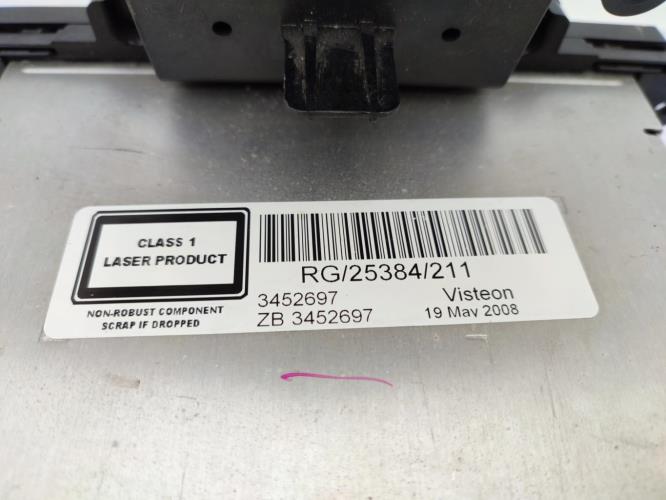 CLASS 1
LASER PRODUCT
NON-ROBUST COMPONENT
SCRAP IF DROPPED
RG/25384/211
3452697
Visteon
ZB 3452697
19 May 2008